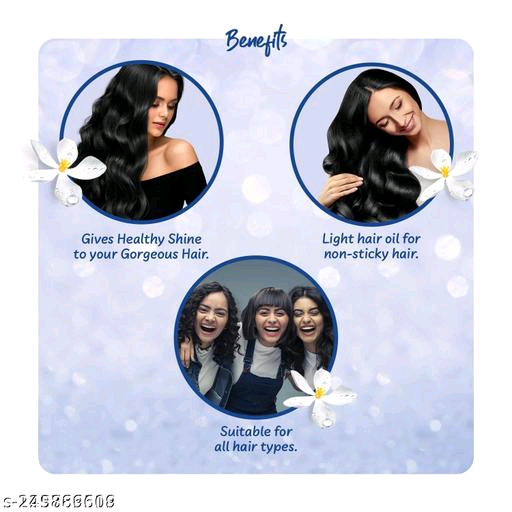 Benefits
Gives Healthy Shine
to your Gorgeous Hair.
Light hair oil for
non-sticky hair.
Suitable for
all hair types.